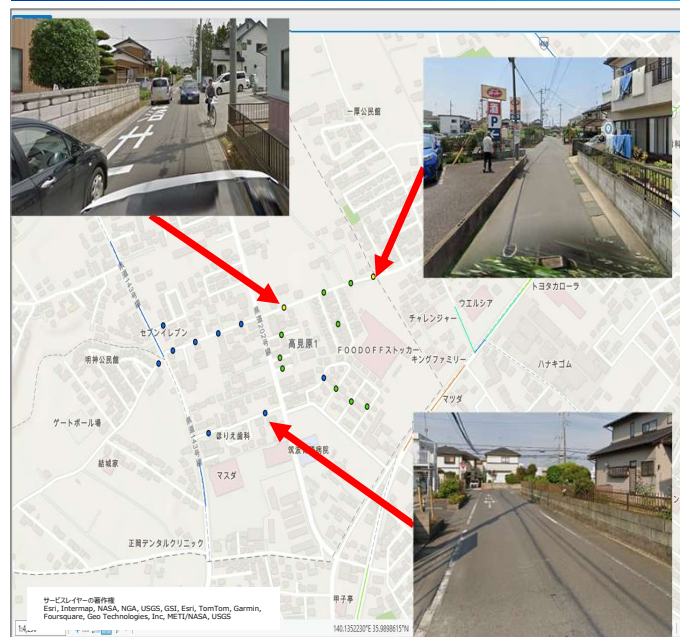 一厚公民館
酒
P
トヨタカローラ
ウエルシア
チャレンジャー
セブンイレブン
高見原1
FOODOFFストッカー
キングファミリー
ハナキゴム
明神公民館
マツダ
ゲートボール場
ほりえ歯科
結城家
マスダ
正岡デンタルクリニック
甲子亭
サービスレイヤーの著作権
Esri, Intermap, NASA, NGA, USGS, GSI, Esri, TomTom, Garmin,
Foursquare, Geo Technologies, Inc, METI/NASA, USGS
140.1352230°E 35.9898615°N